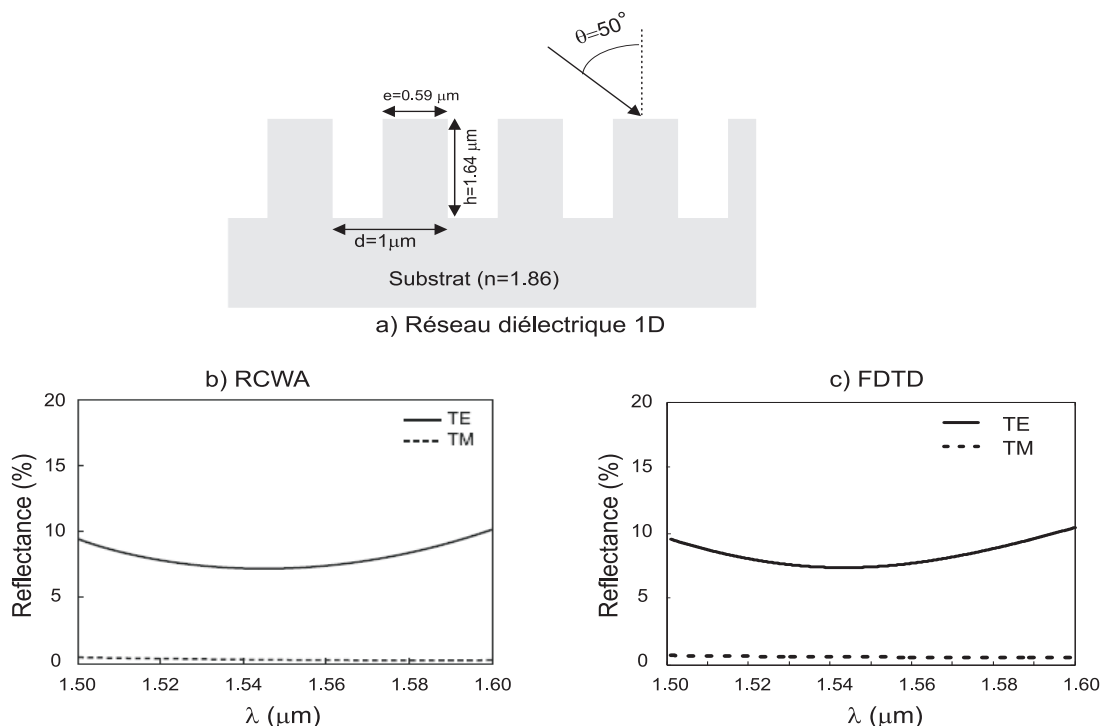 θ=50°
e=0.59 μm
h=1.64 μm
d=1μm
Substrat (n=1.86)
a) Réseau diélectrique 1D
b) RCWA
20
15
10
5
0
Reflectance (%)
TE
TM
1.50 1.52 1.54 1.56 1.58 1.60
λ (μm)
c) FDTD
20
15
10
5
0
Reflectance (%)
TE
TM
1.50 1.52 1.54 1.56 1.58 1.60
λ (μm)